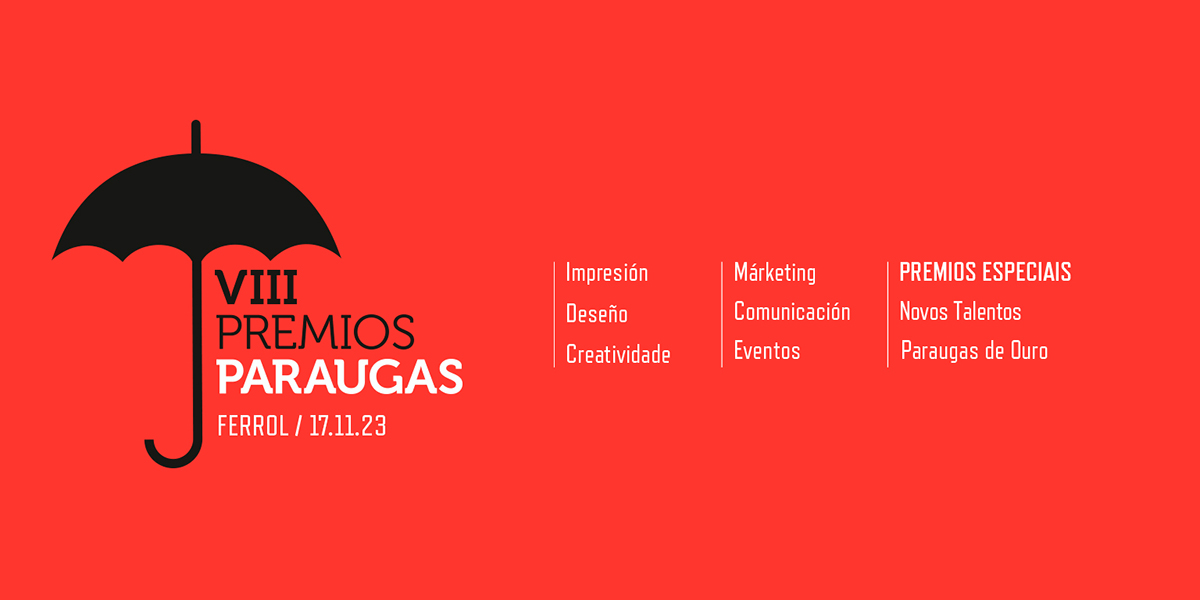 VIII
PREMIOS
PARAUGAS
FERROL / 17.11.23
Impresión
Deseño
Creatividade
Márketing
Comunicación
Eventos
PREMIOS ESPECIAIS
Novos Talentos
Paraugas de Ouro